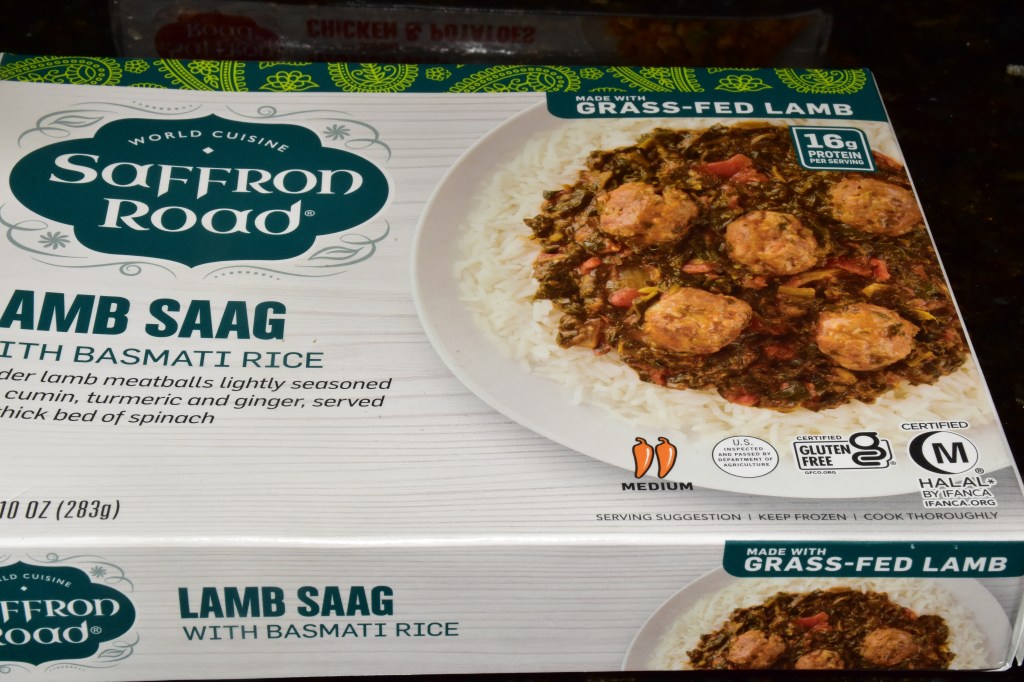 CHICKEN & POTATOES
MADE WITH
GRASS-FED LAMB
16g
PROTEIN
PER SERVING
WORLD CUISINE
SAFFRON
ROAD®
AMB SAAG
ITH BASMATI RICE
der lamb meatballs lightly seasoned
cumin, turmeric and ginger, served
thick bed of spinach
MEDIUM
U.S.
INSPECTED
AND PASSED BY
DEPARTMENT OF
AGRICULTURE
CERTIFIED
GLUTEN
FREE
GFCO.ORG
CERTIFIED
M
HALAL*®
BY IFANCA
IFANCA.ORG
10 OZ (283g)
SERVING SUGGESTION | KEEP FROZEN | COOK THOROUGHLY
LD CUISINE
FFRON
ROAD®
LAMB SAAG
WITH BASMATI RICE
MADE WITH
GRASS-FED LAMB